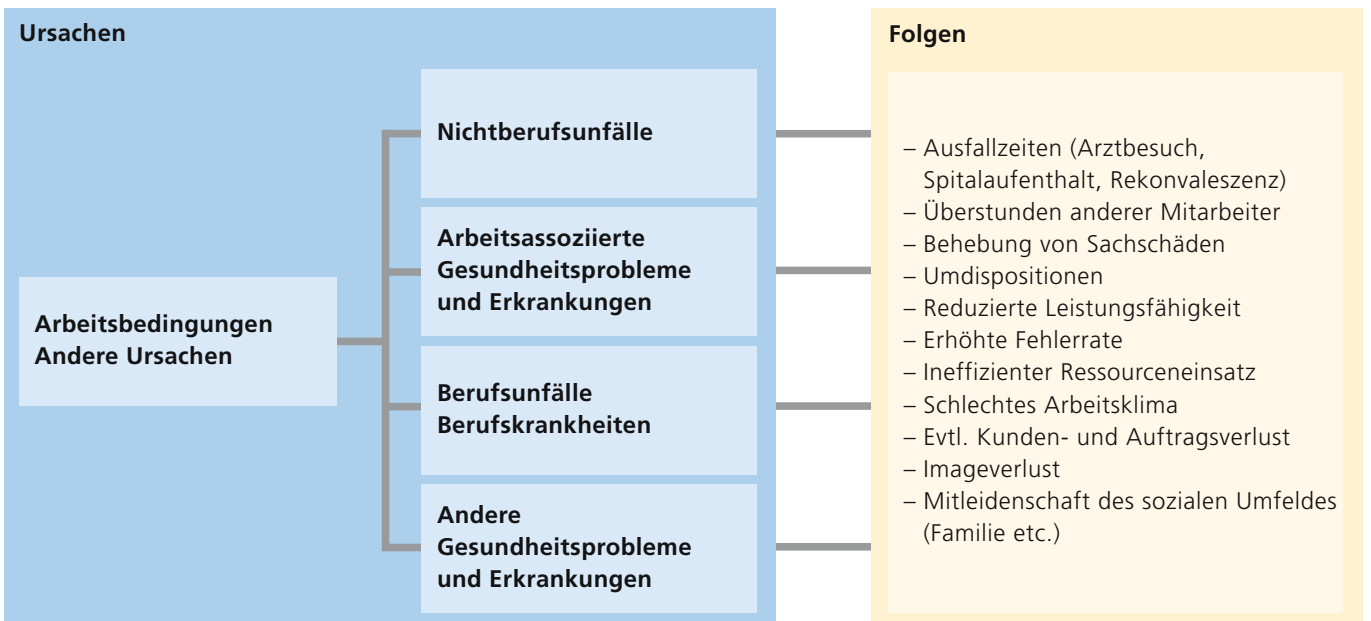 Ursachen
Arbeitsbedingungen
Andere Ursachen
Nichtberufsunfälle
Arbeitsassoziierte
Gesundheitsprobleme
und Erkrankungen
Berufsunfälle
Berufskrankheiten
Andere
Gesundheitsprobleme
und Erkrankungen
Folgen
– Ausfallzeiten (Arztbesuch,
Spitalaufenthalt, Rekonvaleszenz)
– Überstunden anderer Mitarbeiter
– Behebung von Sachschäden
– Umdispositionen
– Reduzierte Leistungsfähigkeit
– Erhöhte Fehlerrate
– Ineffizienter Ressourceneinsatz
– Schlechtes Arbeitsklima
– Evtl. Kunden- und Auftragsverlust
– Imageverlust
– Mitleidenschaft des sozialen Umfeldes
(Familie etc.)